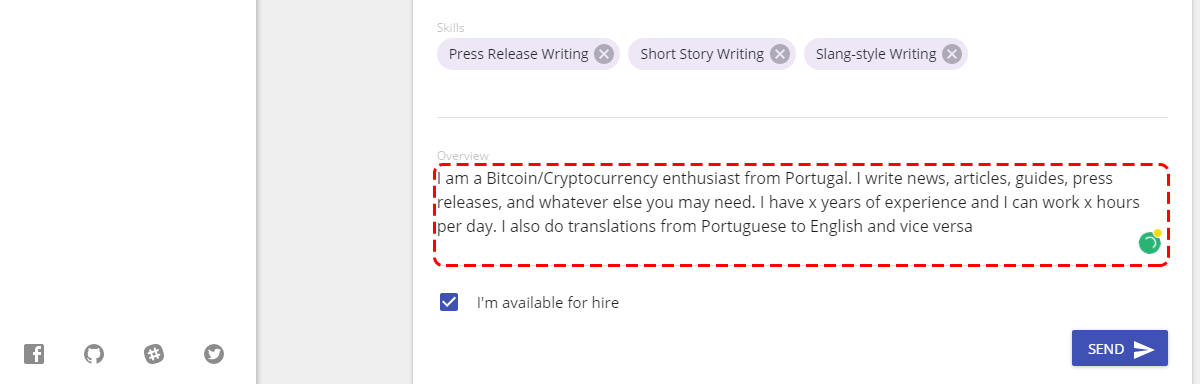 Skills
Press Release Writing
Short Story Writing
Slang-style Writing
Overview
I am a Bitcoin/Cryptocurrency enthusiast from Portugal. I write news, articles, guides, press
releases, and whatever else you may need. I have x years of experience and I can work x hours
per day. I also do translations from Portuguese to English and vice versa
I'm available for hire
SEND